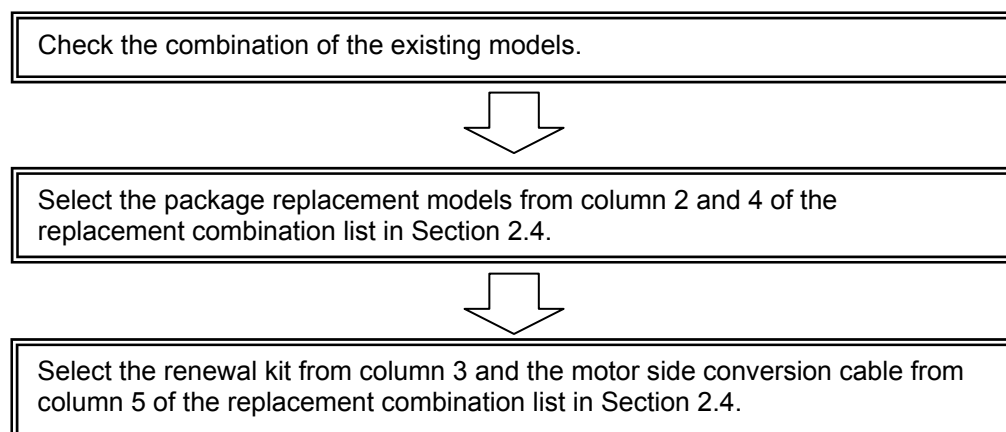 Check the combination of the existing models.
Select the package replacement models from column 2 and 4 of the
replacement combination list in Section 2.4.
Select the renewal kit from column 3 and the motor side conversion cable from
column 5 of the replacement combination list in Section 2.4.